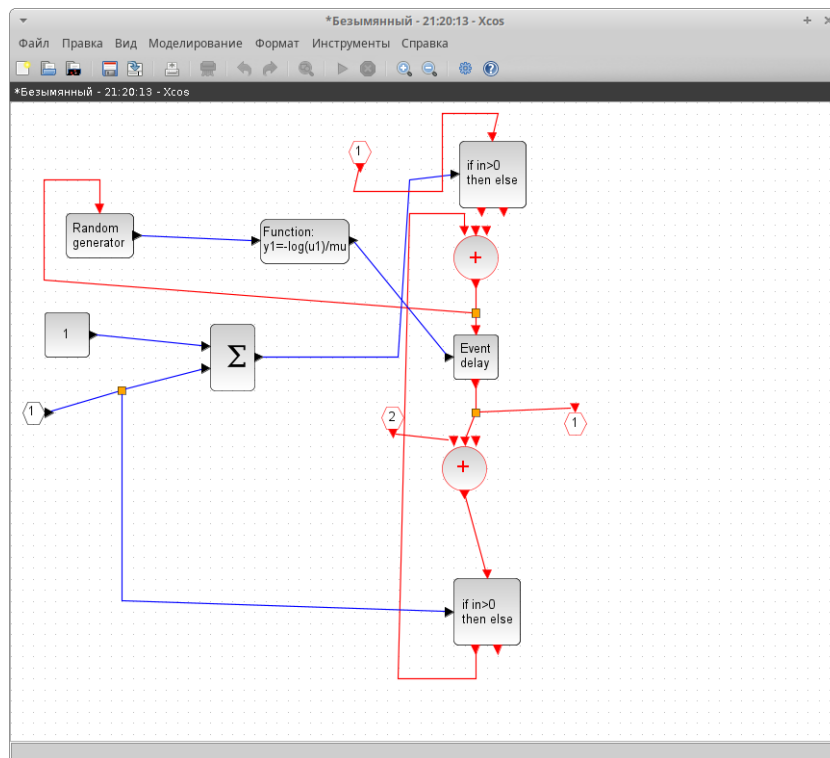 *Безымянный - 21:20:13 - Xcos
Файл Правка Вид Моделирование Формат Инструменты Справка
*Безымянный - 21:20:13 - Xcos
1
if in>0
then else
Random
generator
Function:
y1=-log(u1)/mu
+
1
Σ
Event
delay
1
2
1
+
if in>0
then else